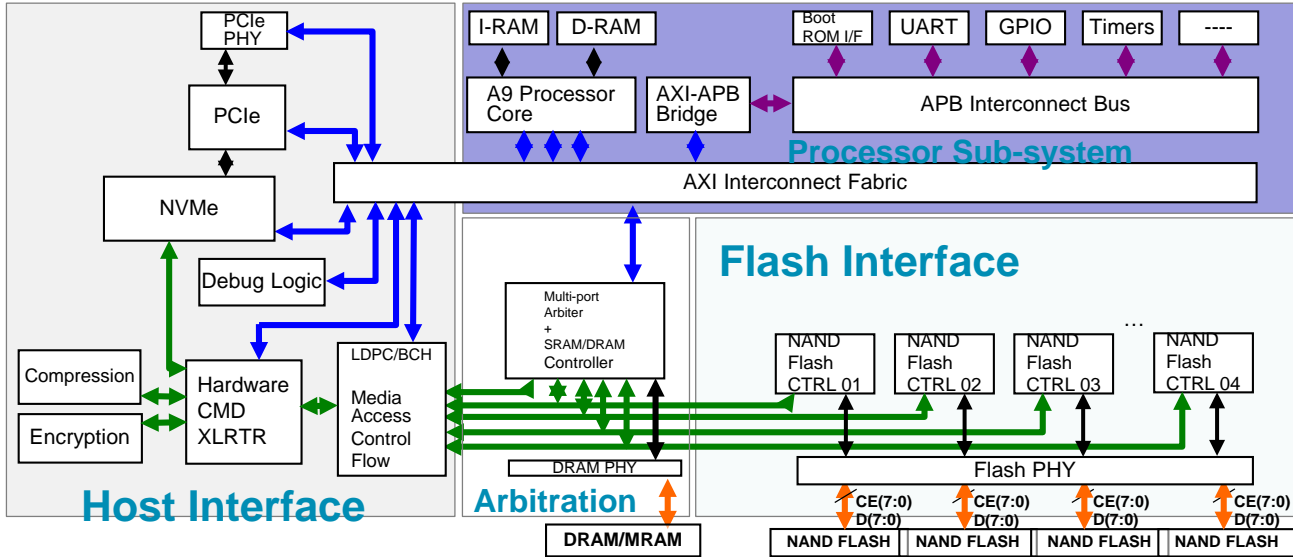 PCIe
PHY
PCIe
NVMe
Debug Logic
Compression
Encryption
Hardware
CMD
XLRTR
LDPC/BCH
Media
Access
Control
Flow
Host Interface
I-RAM
D-RAM
A9 Processor
Core
AXI-APB
Bridge
Boot
ROM I/F
UART
GPIO
Timers
----
APB Interconnect Bus
Processor Sub-system
AXI Interconnect Fabric
Multi-port
Arbiter
+
SRAM/DRAM
Controller
DRAM PHY
Arbitration
DRAM/MRAM
Flash Interface
NAND
Flash
CTRL 01
NAND
Flash
CTRL 02
NAND
Flash
CTRL 03
…
NAND
Flash
CTRL 04
Flash PHY
CE(7:0)
D(7:0)
CE(7:0)
D(7:0)
CE(7:0)
D(7:0)
CE(7:0)
D(7:0)
NAND FLASH
NAND FLASH
NAND FLASH
NAND FLASH